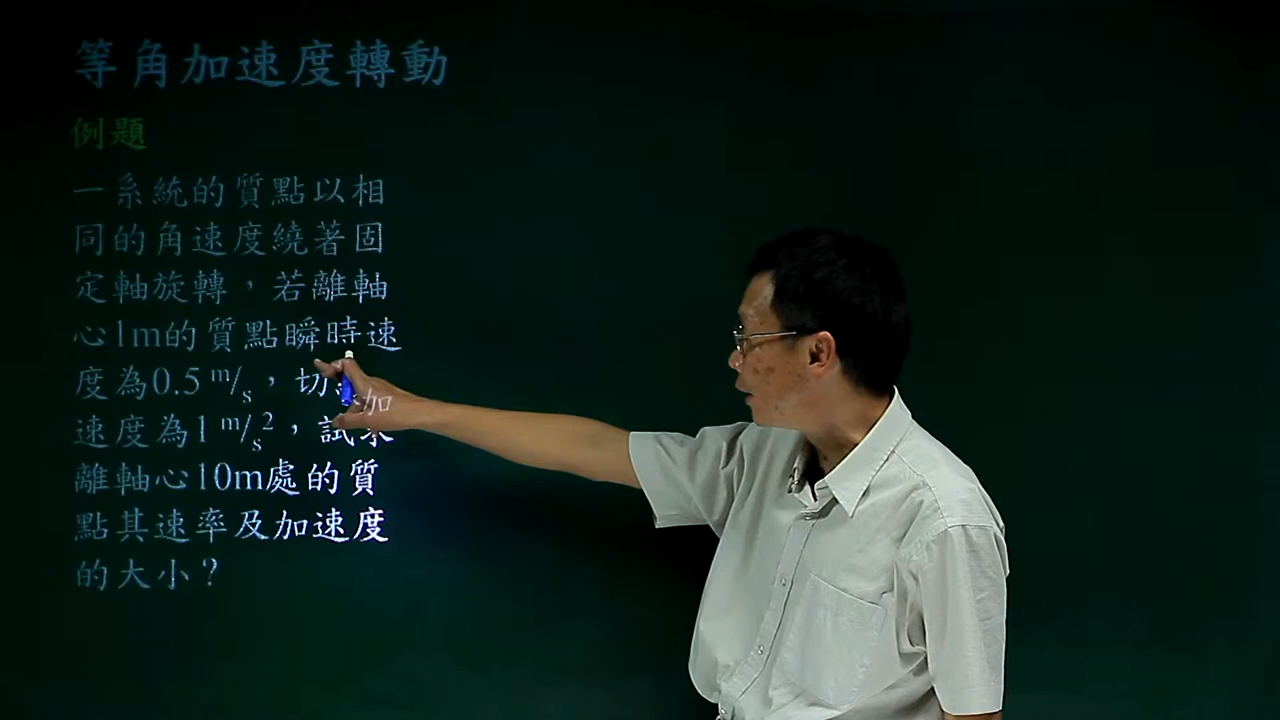 等角加速度轉動
例題
一系統的質點以相
同的角速度繞著固
定軸旋轉，若離軸
心1m的質點瞬時速
度為0.5 m/s，切 加
速度為1 m/s²，試求
離軸心10m處的質
點其速率及加速度
的大小？